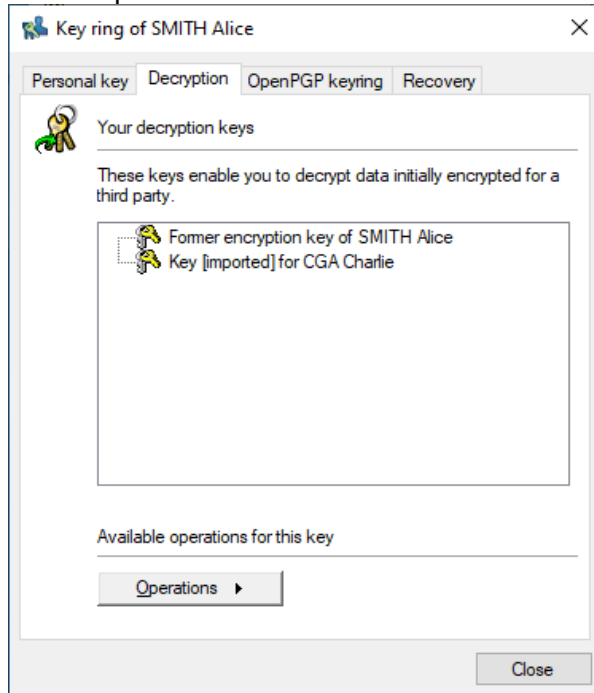 Key ring of SMITH Alice
Personal key Decryption OpenPGP keyring Recovery
Your decryption keys
These keys enable you to decrypt data initially encrypted for a
third party.
Former encryption key of SMITH Alice
Key [imported] for CGA Charlie
Available operations for this key
Operations
Close